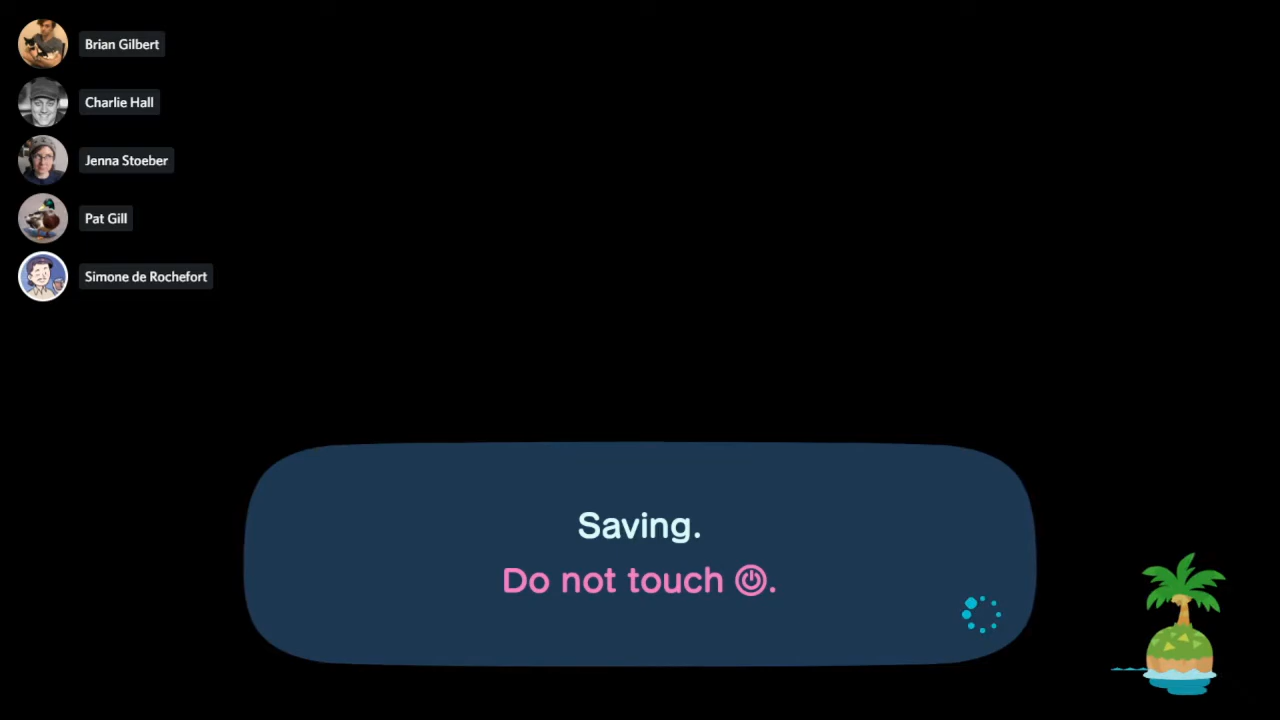 Brian Gilbert
Charlie Hall
Jenna Stoeber
Pat Gill
Simone de Rochefort
Saving.
Do not touch ⏻.